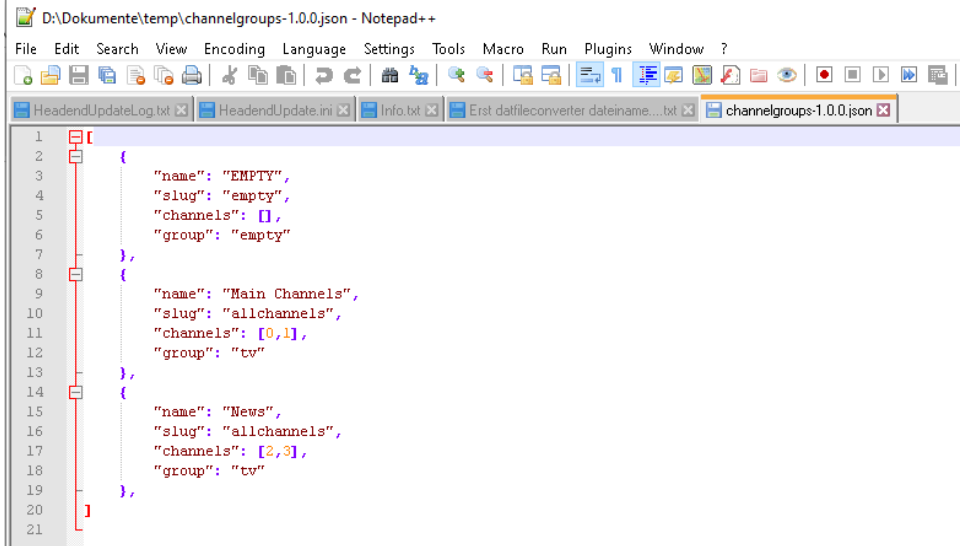 D:\Dokumente\temp\channelgroups-1.0.0.json - Notepad++
File Edit Search View Encoding Language Settings Tools Macro Run Plugins Window ?
HeadendUpdateLog.txt HeadendUpdate.ini Info.txt Erst datfileconverter dateiname....txt channelgroups-1.0.0.json
1 [
2 {
3 "name": "EMPTY",
4 "slug": "empty",
5 "channels": [],
6 "group": "empty"
7 },
8 {
9 "name": "Main Channels",
10 "slug": "allchannels",
11 "channels": [0,1],
12 "group": "tv"
13 },
14 {
15 "name": "News",
16 "slug": "allchannels",
17 "channels": [2,3],
18 "group": "tv"
19 },
20 ]
21